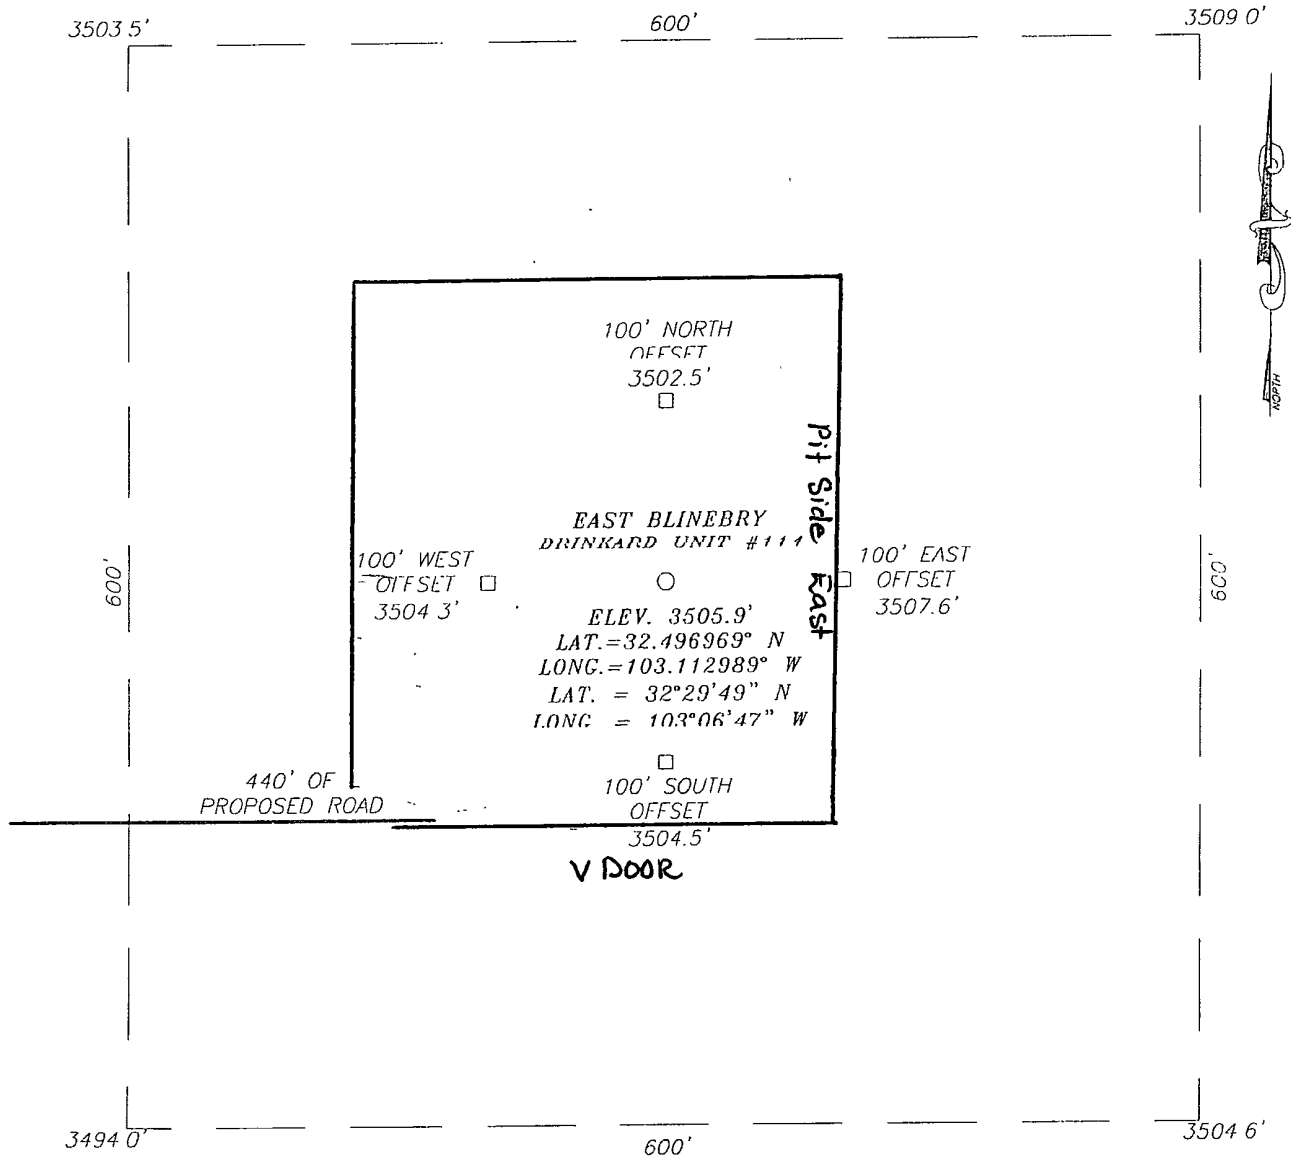 3503 5'
600'
3509 0'
NORTH
100' NORTH
OFFSET
3502.5'
Pit Side East
EAST BLINEBRY
DRINKARD UNIT #111
100' WEST
OFFSET
3504 3'
100' EAST
OFFSET
3507.6'
600'
600'
ELEV. 3505.9'
LAT.=32.496969° N
LONG.=103.112989° W
LAT. = 32°29'49" N
LONG = 103°06'47" W
440' OF
PROPOSED ROAD
100' SOUTH
OFFSET
3504.5'
V DOOR
3494 0'
600'
3504 6'